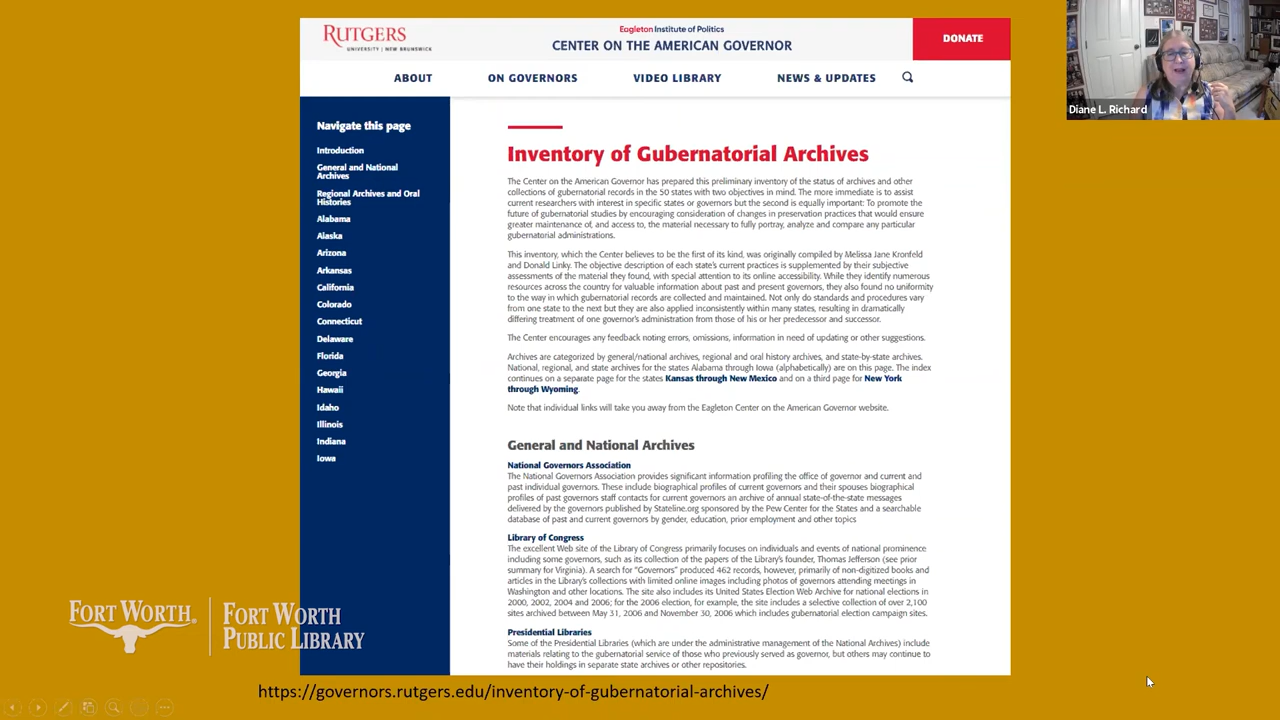 RUTGERS
UNIVERSITY | NEW BRUNSWICK
Eagleton Institute of Politics
CENTER ON THE AMERICAN GOVERNOR
DONATE
ABOUT
ON GOVERNORS
VIDEO LIBRARY
NEWS & UPDATES
Diane L. Richard
Navigate this page
Introduction
General and National
Archives
Regional Archives and Oral
Histories
Alabama
Alaska
Arizona
Arkansas
California
Colorado
Connecticut
Delaware
Florida
Georgia
Hawaii
Idaho
Illinois
Indiana
Iowa
Inventory of Gubernatorial Archives
The Center on the American Governor has prepared this preliminary inventory of the status of archives and other
collections of gubernatorial records in the 50 states with two objectives in mind. The more immediate is to assist
current researchers with interest in specific states or governors but the second is equally important: To promote the
future of gubernatorial studies by encouraging consideration of changes in preservation practices that would ensure
greater maintenance of, and access to, the material necessary to fully portray, analyze and compare any particular
gubernatorial administrations.
This inventory, which the Center believes to be the first of its kind, was originally compiled by Melissa Jane Kronfeld
and Donald Linky. The objective description of each state's current practices is supplemented by their subjective
assessments of the material they found, with special attention to its online accessibility. While they identify numerous
resources across the country for valuable information about past and present governors, they also found no uniformity
to the way in which gubernatorial records are collected and maintained. Not only do standards and procedures vary
from one state to the next but they are also applied inconsistently within many states, resulting in dramatically
differing treatment of one governor's administration from those of his or her predecessor and successor.
The Center encourages any feedback noting errors, omissions, information in need of updating or other suggestions.
Archives are categorized by general/national archives, regional and oral history archives, and state-by-state archives.
National, regional, and state archives for the states Alabama through Iowa (alphabetically) are on this page. The index
continues on a separate page for the states Kansas through New Mexico and on a third page for New York
through Wyoming.
Note that individual links will take you away from the Eagleton Center on the American Governor website.
General and National Archives
National Governors Association
The National Governors Association provides significant information profiling the office of governor and current and
past individual governors. These include biographical profiles of current governors and their spouses biographical
profiles of past governors staff contacts for current governors an archive of annual state-of-the-state messages
delivered by the governors published by Stateline.org sponsored by the Pew Center for the States and a searchable
database of past and current governors by gender, education, prior employment and other topics
Library of Congress
The excellent Web site of the Library of Congress primarily focuses on individuals and events of national prominence
including some governors, such as its collection of the papers of the Library's founder, Thomas Jefferson (see prior
summary for Virginia). A search for "Governors" produced 462 records, however, primarily of non-digitized books and
articles in the Library's collections with limited online images including photos of governors attending meetings in
Washington and other locations. The site also includes its United States Election Web Archive for national elections in
2000, 2002, 2004 and 2006; for the 2006 election, for example, the site includes a selective collection of over 2,100
sites archived between May 31, 2006 and November 30, 2006 which includes gubernatorial election campaign sites.
Presidential Libraries
Some of the Presidential Libraries (which are under the administrative management of the National Archives) include
materials relating to the gubernatorial service of those who previously served as governor, but others may continue to
have their holdings in separate state archives or other repositories.
FORT WORTH®
FORT WORTH
PUBLIC LIBRARY
https://governors.rutgers.edu/inventory-of-gubernatorial-archives/